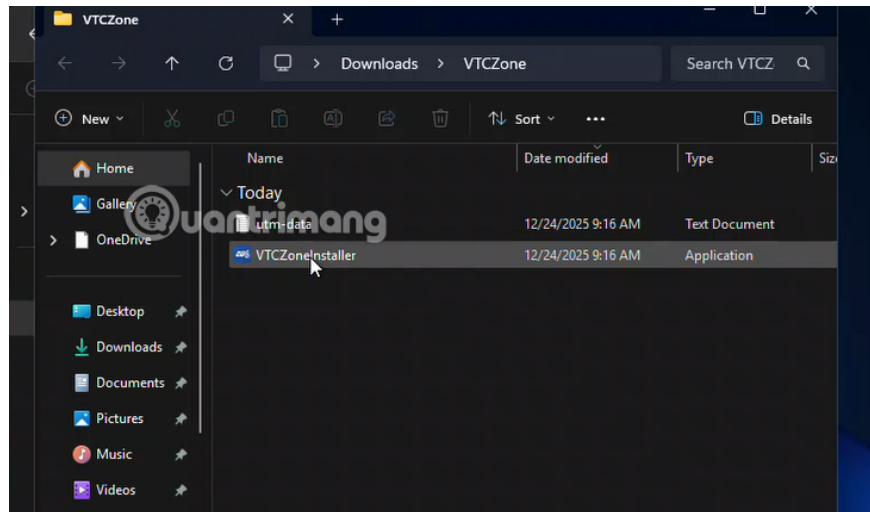 VTCZone
Downloads > VTCZone
Search VTCZ
New
Sort
Details
Home
Gallery
OneDrive
Desktop
Downloads
Documents
Pictures
Music
Videos
Name Date modified Type Size
Today
utm-data 12/24/2025 9:16 AM Text Document
VTCZoneInstaller 12/24/2025 9:16 AM Application
Quantrimang